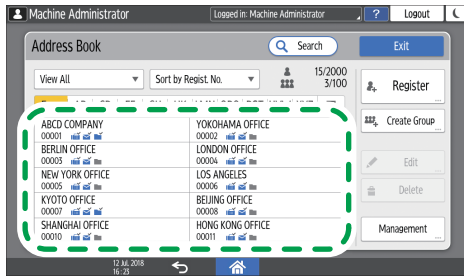 Machine Administrator
Logged in: Machine Administrator
?
Logout
Address Book
Search
Exit
View All
Sort by Regist. No.
15/2000
3/100
Register
Create Group
Edit
Delete
Management
ABCD COMPANY
00001
YOKOHAMA OFFICE
00002
BERLIN OFFICE
00003
LONDON OFFICE
00004
NEW YORK OFFICE
00005
LOS ANGELES
00006
KYOTO OFFICE
00007
BEIJING OFFICE
00008
SHANGHAI OFFICE
00010
HONG KONG OFFICE
00011
12 Jul. 2018
16:23